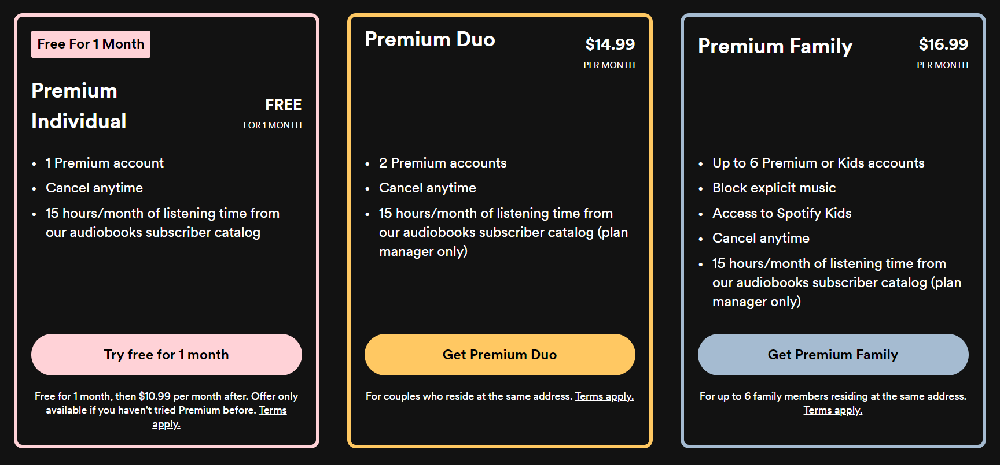 Free For 1 Month
Premium
Individual
FREE
FOR 1 MONTH
• 1 Premium account
• Cancel anytime
• 15 hours/month of listening time from
our audiobooks subscriber catalog
Try free for 1 month
Free for 1 month, then $10.99 per month after. Offer only
available if you haven't tried Premium before. Terms
apply.
Premium Duo
$14.99
PER MONTH
• 2 Premium accounts
• Cancel anytime
• 15 hours/month of listening time from
our audiobooks subscriber catalog (plan
manager only)
Get Premium Duo
For couples who reside at the same address. Terms apply.
Premium Family
$16.99
PER MONTH
• Up to 6 Premium or Kids accounts
• Block explicit music
• Access to Spotify Kids
• Cancel anytime
• 15 hours/month of listening time from
our audiobooks subscriber catalog (plan
manager only)
Get Premium Family
For up to 6 family members residing at the same address.
Terms apply.